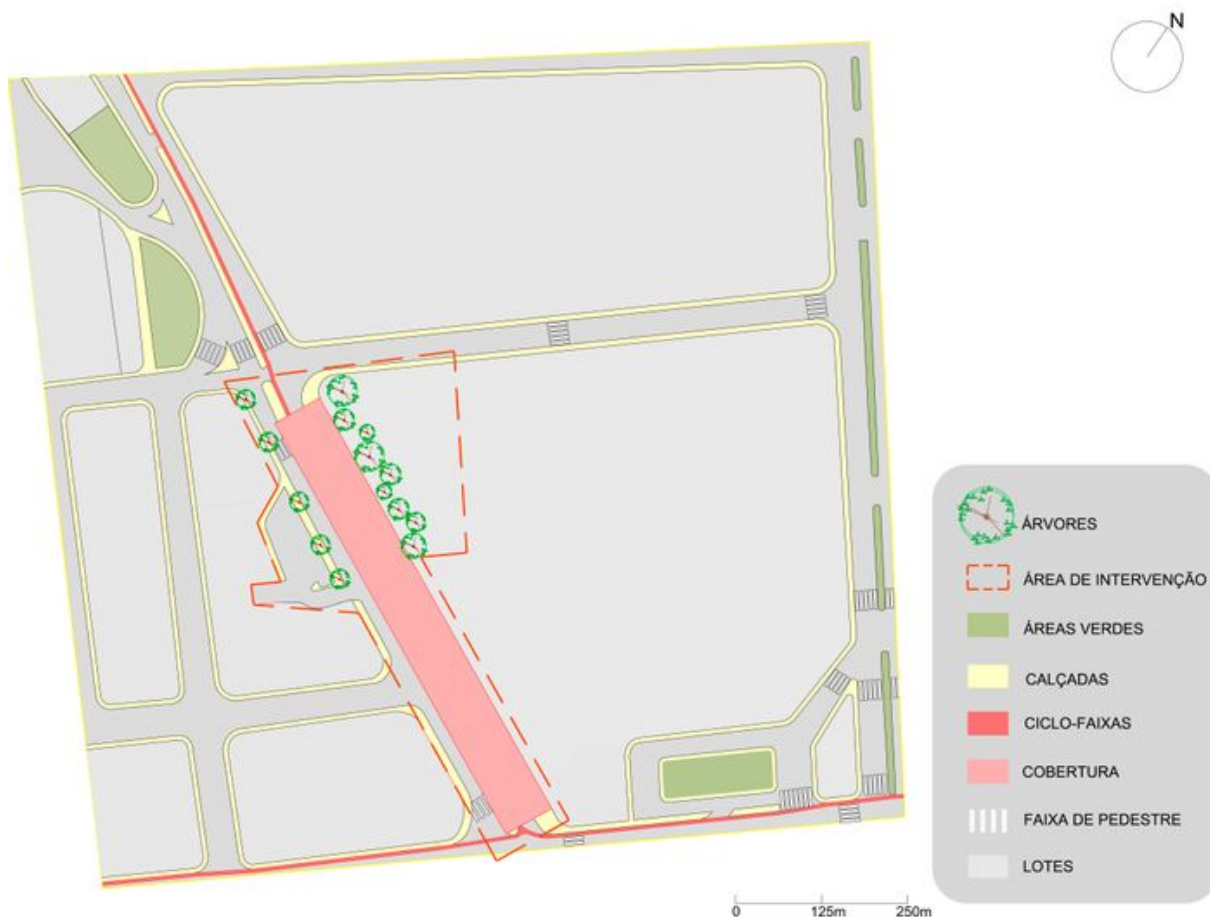 N
ÁRVORES
ÁREA DE INTERVENÇÃO
ÁREAS VERDES
CALÇADAS
CICLO-FAIXAS
COBERTURA
FAIXA DE PEDESTRE
LOTES
0 125m 250m